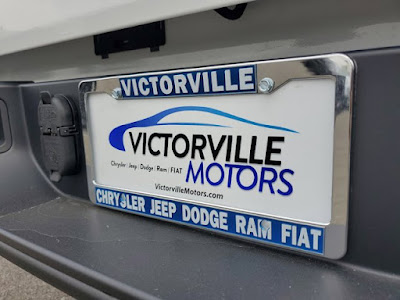 VICTORVILLE
VICTORVILLE
MOTORS
Chrysler | Jeep | Dodge | Ram | FIAT
VictorvilleMotors.com
CHRYSLER JEEP DODGE RAM FIAT